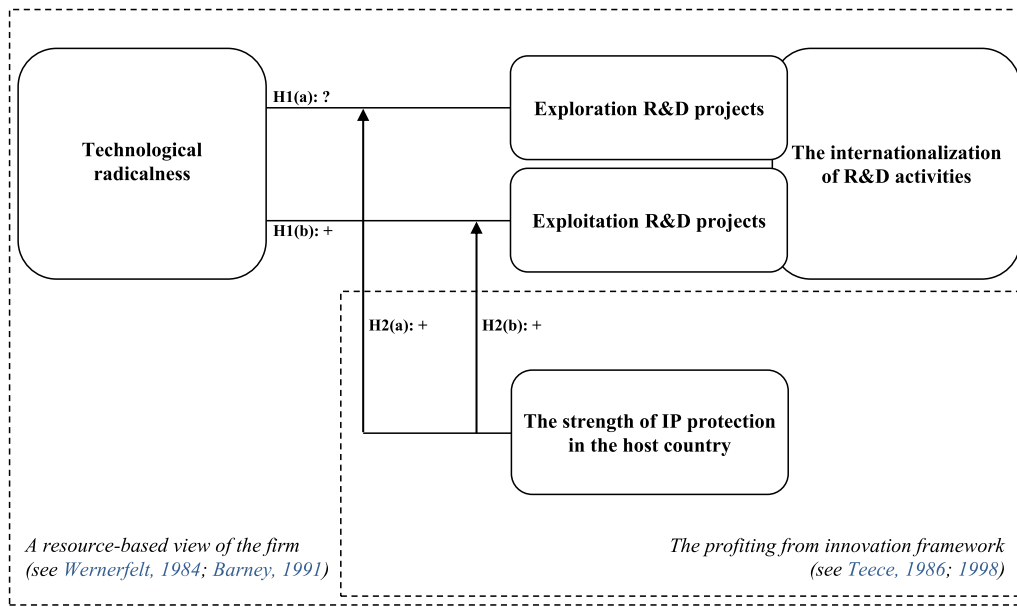 H1(a): ?
Technological
radicalness
Exploration R&D projects
The internationalization
of R&D activities
Exploitation R&D projects
H1(b): +
H2(a): +
H2(b): +
The strength of IP protection
in the host country
A resource-based view of the firm
(see Wernerfelt, 1984; Barney, 1991)
The profiting from innovation framework
(see Teece, 1986; 1998)